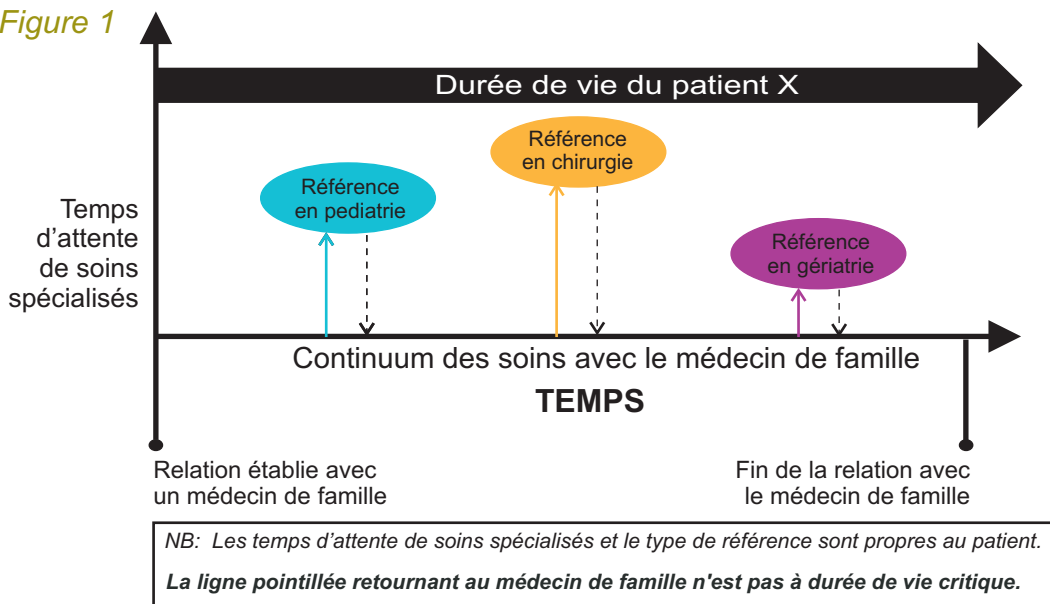 Figure 1
Durée de vie du patient X
Référence
en chirurgie
Référence
en pediatrie
Référence
en gériatrie
Temps
d'attente
de soins
spécialisés
Continuum des soins avec le médecin de famille
TEMPS
Relation établie avec
un médecin de famille
Fin de la relation avec
le médecin de famille
NB: Les temps d'attente de soins spécialisés et le type de référence sont propres au patient.
La ligne pointillée retournant au médecin de famille n'est pas à durée de vie critique.